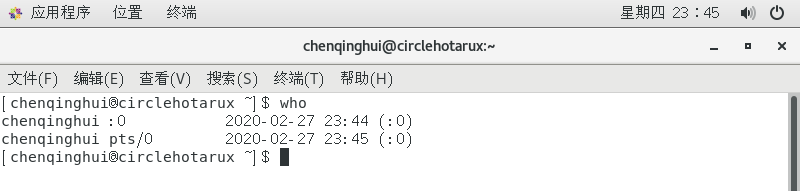 应用程序 位置 终端 星期四 23：45
chenqinghui@circlehotarux:~
文件(F) 编辑(E) 查看(V) 搜索(S) 终端(T) 帮助(H)
[chenqinghui@circlehotarux ~]$ who
chenqinghui :0           2020-02-27 23:44 (:0)
chenqinghui pts/0        2020-02-27 23:45 (:0)
[chenqinghui@circlehotarux ~]$